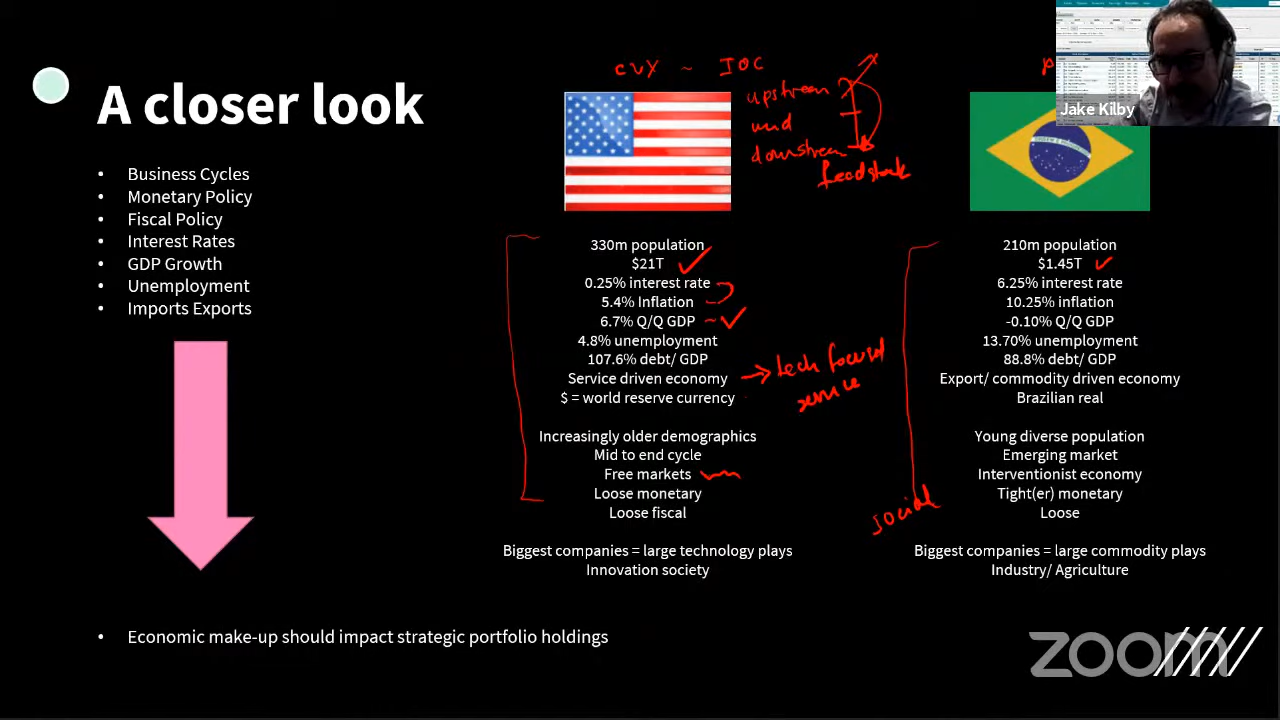 A closer look
Business Cycles
Monetary Policy
Fiscal Policy
Interest Rates
GDP Growth
Unemployment
Imports Exports
Economic make-up should impact strategic portfolio holdings
CVX ~ IOC
upstream
mid
downstream
feedstock
330m population
$21T
0.25% interest rate
5.4% Inflation
6.7% Q/Q GDP
4.8% unemployment
107.6% debt/ GDP
Service driven economy
$ = world reserve currency
tech focused
service
Increasingly older demographics
Mid to end cycle
Free markets
Loose monetary
Loose fiscal
Biggest companies = large technology plays
Innovation society
Jake Kilby
210m population
$1.45T
6.25% interest rate
10.25% inflation
-0.10% Q/Q GDP
13.70% unemployment
88.8% debt/ GDP
Export/ commodity driven economy
Brazilian real
Young diverse population
Emerging market
Interventionist economy
Tight(er) monetary
Loose
social
Biggest companies = large commodity plays
Industry/ Agriculture
zoom